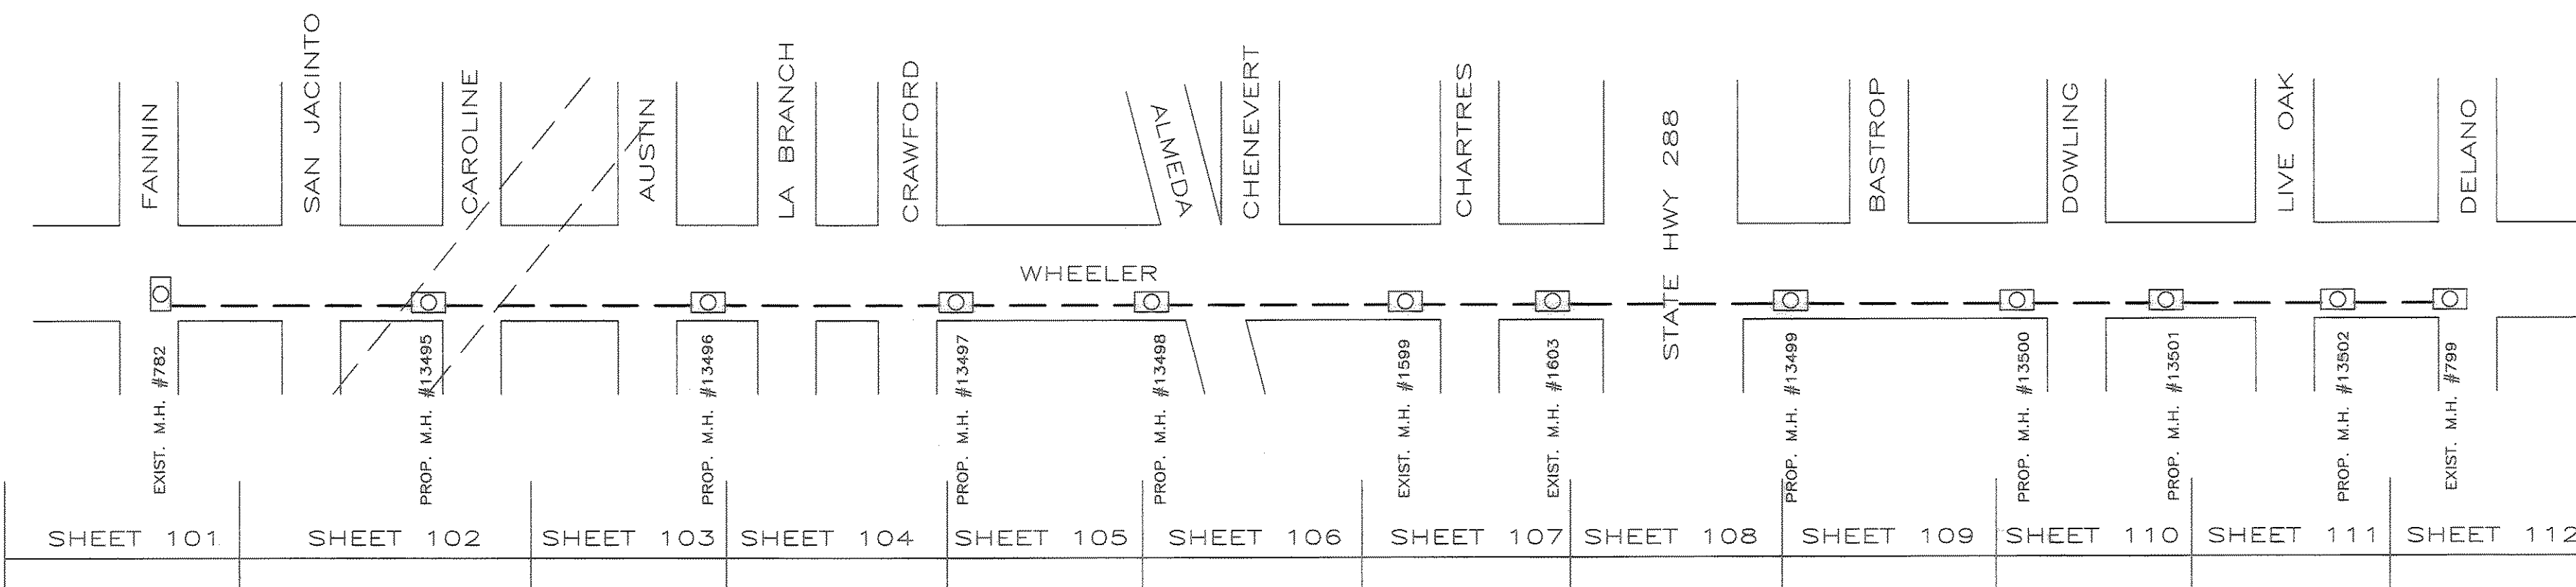 FANNIN
SAN JACINTO
CAROLINE
AUSTIN
LA BRANCH
CRAWFORD
ALMEDA
CHENEVERT
CHARTRES
STATE HWY 288
BASTROP
DOWLING
LIVE OAK
DELANO
WHEELER
EXIST. M.H. #7782
PROP. M.H. #13495
PROP. M.H. #13496
PROP. M.H. #13497
PROP. M.H. #13498
EXIST. M.H. #1599
EXIST. M.H. #1603
PROP. M.H. #13499
PROP. M.H. #13500
PROP. M.H. #13501
PROP. M.H. #13502
EXIST. M.H. #799
SHEET 101
SHEET 102
SHEET 103
SHEET 104
SHEET 105
SHEET 106
SHEET 107
SHEET 108
SHEET 109
SHEET 110
SHEET 111
SHEET 112